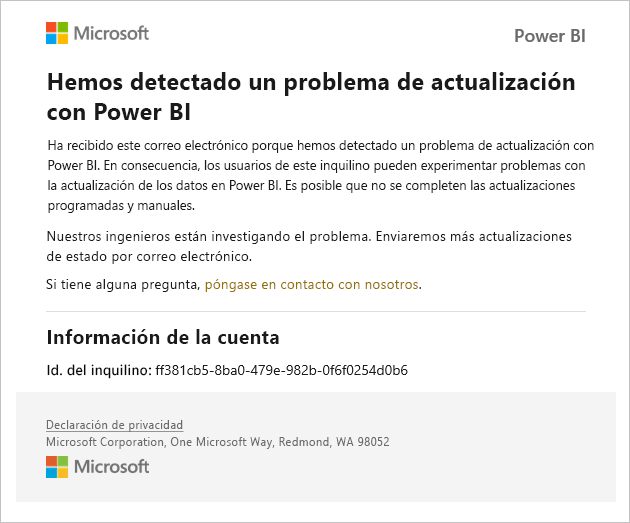 Microsoft
Power BI
Hemos detectado un problema de actualización
con Power BI
Ha recibido este correo electrónico porque hemos detectado un problema de actualización con
Power BI. En consecuencia, los usuarios de este inquilino pueden experimentar problemas con
la actualización de los datos en Power BI. Es posible que no se completen las actualizaciones
programadas y manuales.
Nuestros ingenieros están investigando el problema. Enviaremos más actualizaciones
de estado por correo electrónico.
Si tiene alguna pregunta, póngase en contacto con nosotros.
Información de la cuenta
Id. del inquilino: ff381cb5-8ba0-479e-982b-0f6f0254d0b6
Declaración de privacidad
Microsoft Corporation, One Microsoft Way, Redmond, WA 98052
Microsoft